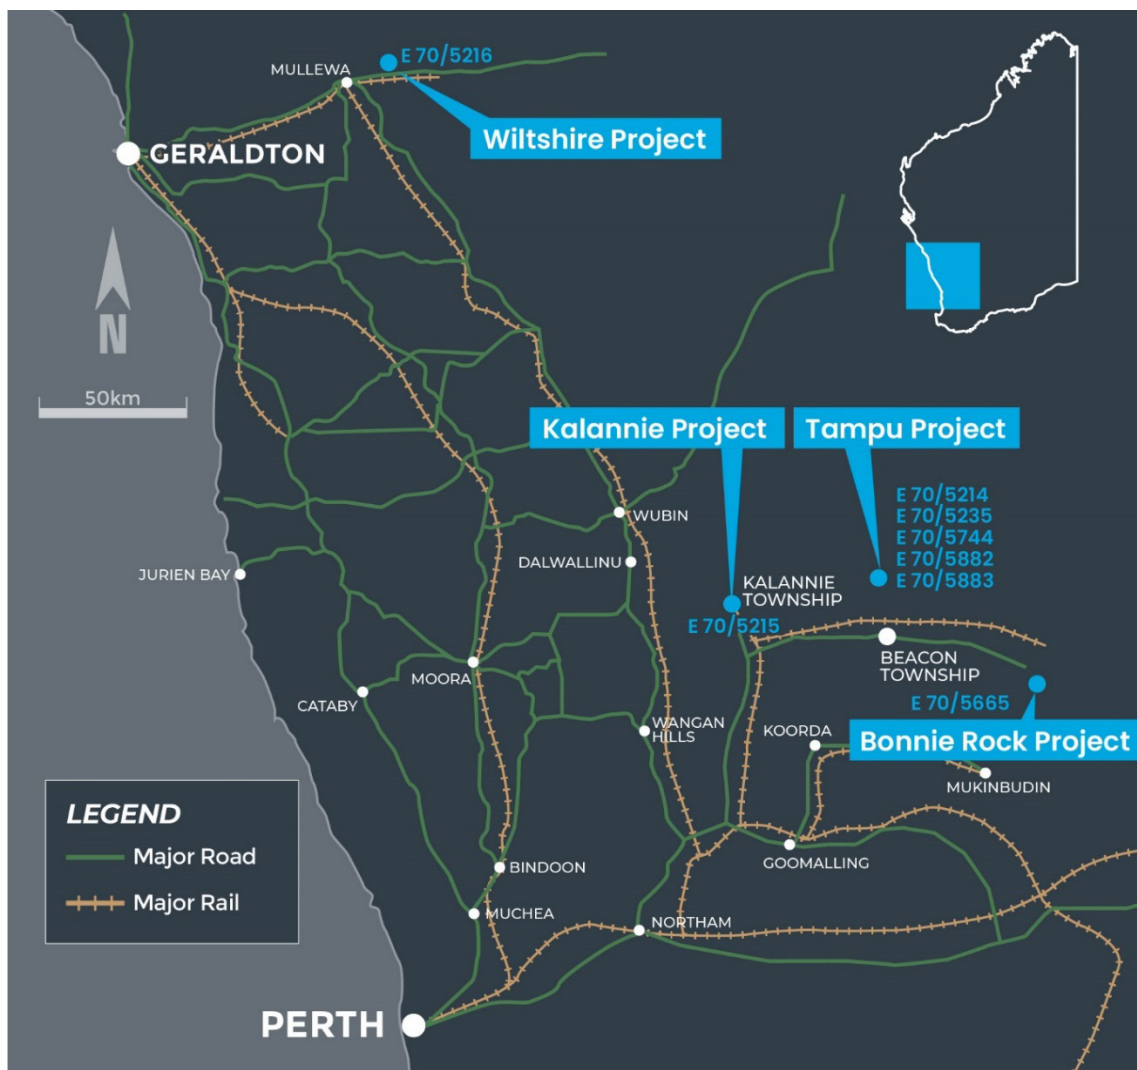 E 70/5216
MULLEWA
Wiltshire Project
GERALDTON
N
50km
Kalannie Project
Tampu Project
E 70/5214
E 70/5235
E 70/5744
E 70/5882
E 70/5883
WUBIN
DALWALLINU
JURIEN BAY
KALANNIE
TOWNSHIP
E 70/5215
BEACON
TOWNSHIP
MOORA
CATABY
E 70/5665
WANGAN
HILLS
KOORDA
Bonnie Rock Project
MUKINBUDIN
LEGEND
Major Road
Major Rail
GOOMALLING
BINDOON
MUCHEA
NORTHAM
PERTH